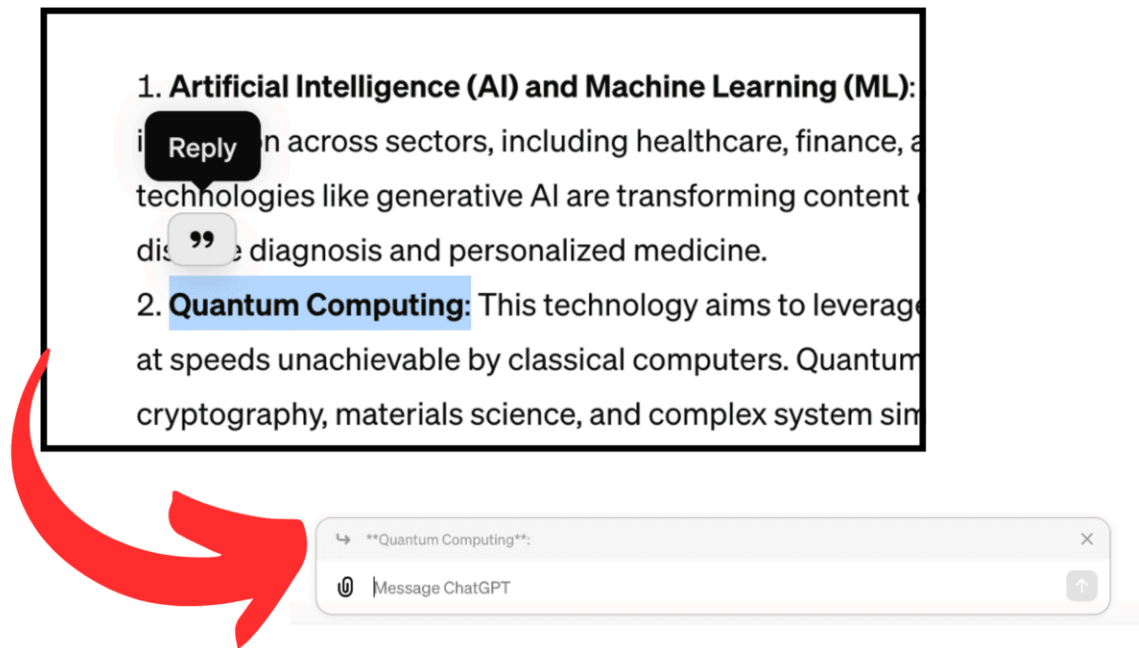 1. Artificial Intelligence (AI) and Machine Learning (ML):
Reply
n across sectors, including healthcare, finance,
technologies like generative AI are transforming content
”
diagnosis and personalized medicine.
2. Quantum Computing: This technology aims to leverage
at speeds unachievable by classical computers. Quantum
cryptography, materials science, and complex system sim
**Quantum Computing**:
Message ChatGPT